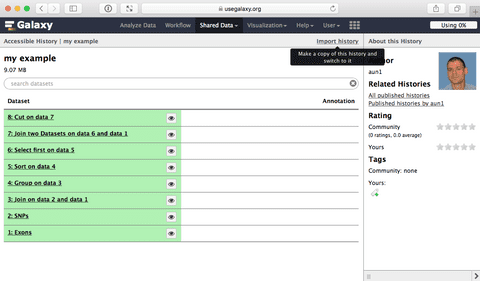 usegalaxy.org
Galaxy
Analyze Data Workflow Shared Data Visualization Help User
Using 0%
Accessible History | my example
Import history
About this History
Make a copy of this history and
switch to it
my example
9.07 MB
search datasets
Dataset
Annotation
8: Cut on data 7
7: Join two Datasets on data 6 and data 1
6: Select first on data 5
5: Sort on data 4
4: Group on data 3
3: Join on data 2 and data 1
2: SNPs
1: Exons
aun1
Related Histories
All published histories
Published histories by aun1
Rating
Community
(0 ratings, 0.0 average)
Yours
Tags
Community: none
Yours: